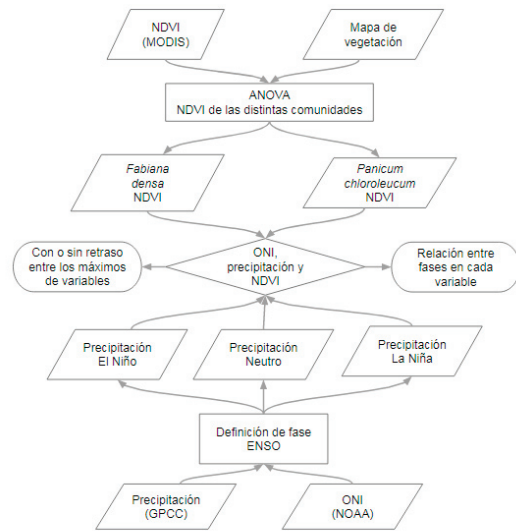 NDVI
(MODIS)
Mapa de
vegetación
ANOVA
NDVI de las distintas comunidades
Fabiana
densa
NDVI
Panicum
chloroleucum
NDVI
Con o sin retraso
entre los máximos
de variables
ONI,
precipitación y
NDVI
Relación entre
fases en cada
variable
Precipitación
El Niño
Precipitación
Neutro
Precipitación
La Niña
Definición de fase
ENSO
Precipitación
(GPCC)
ONI
(NOAA)